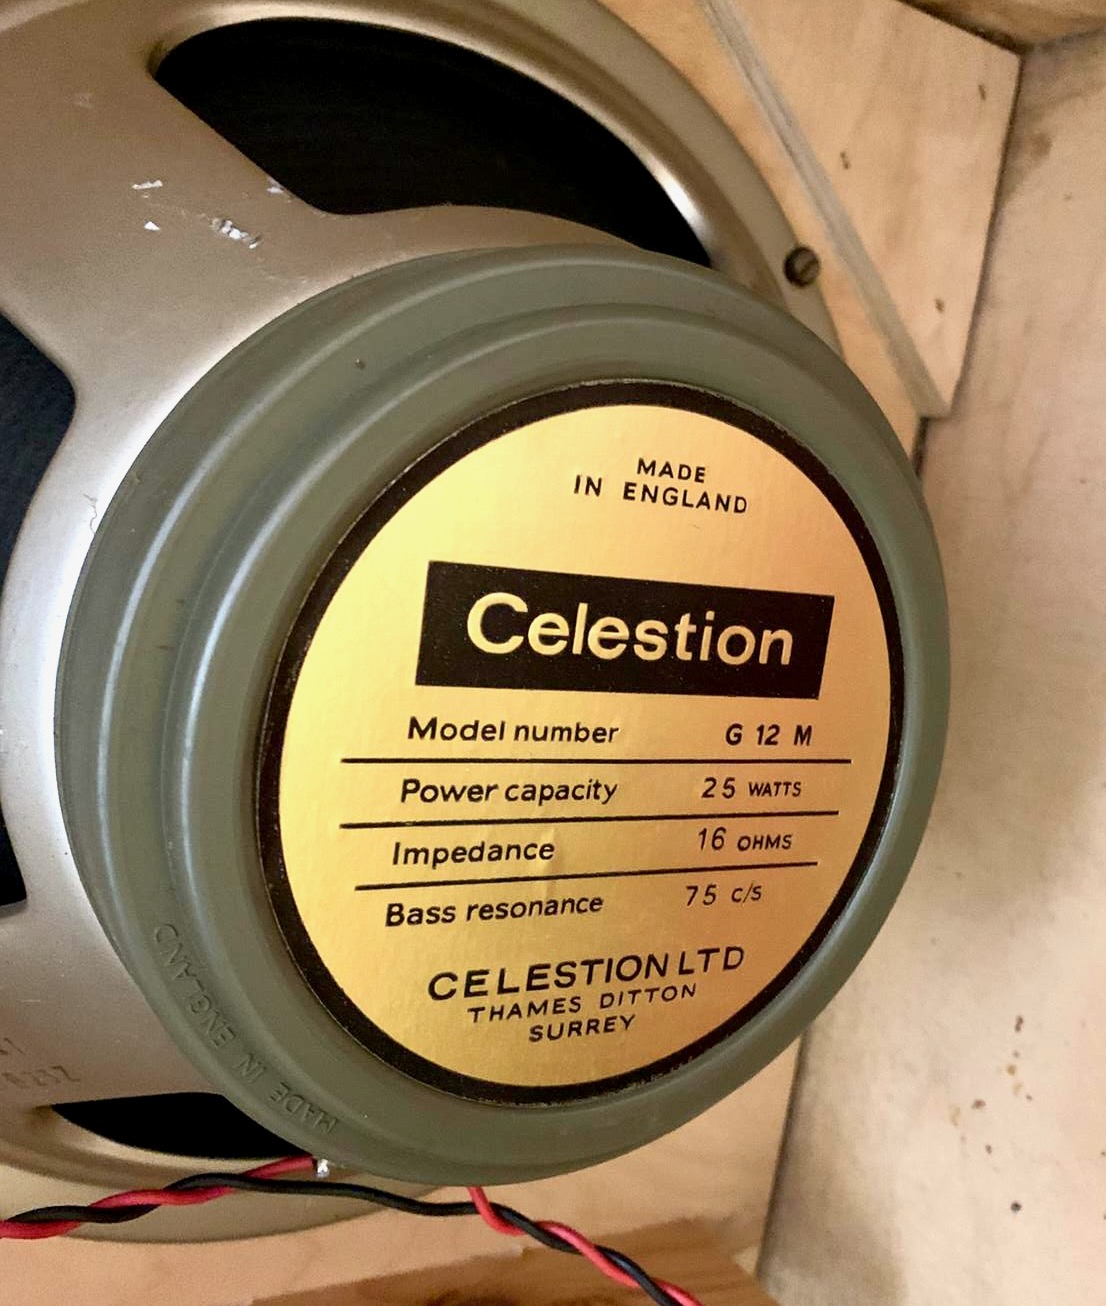 MADE
IN ENGLAND
Celestion
Model number G 12 M
Power capacity 25 WATTS
Impedance 16 OHMS
Bass resonance 75 c/s
CELESTION LTD
THAMES DITTON
SURREY
MADE IN ENGLAND